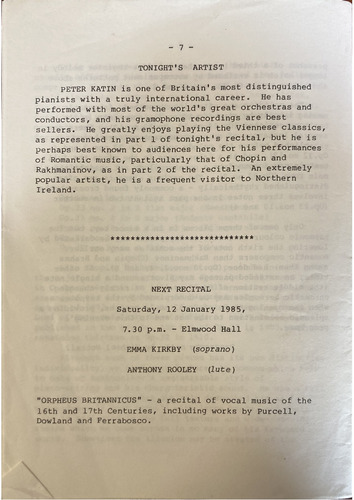 - 7 -
TONIGHT'S ARTIST
PETER KATIN is one of Britain's most distinguished
pianists with a truly international career. He has
performed with most of the world's great orchestras and
conductors, and his gramophone recordings are best
sellers. He greatly enjoys playing the Viennese classics,
as represented in part 1 of tonight's recital, but he is
perhaps best known to audiences here for his performances
of Romantic music, particularly that of Chopin and
Rakhmaninov, as in part 2 of the recital. An extremely
popular artist, he is a frequent visitor to Northern
Ireland.
****************************
NEXT RECITAL
Saturday, 12 January 1985,
7.30 p.m. - Elmwood Hall
EMMA KIRKBY (soprano)
ANTHONY ROOLEY (lute)
"ORPHEUS BRITANNICUS" - a recital of vocal music of the
16th and 17th Centuries, including works by Purcell,
Dowland and Ferrabosco.